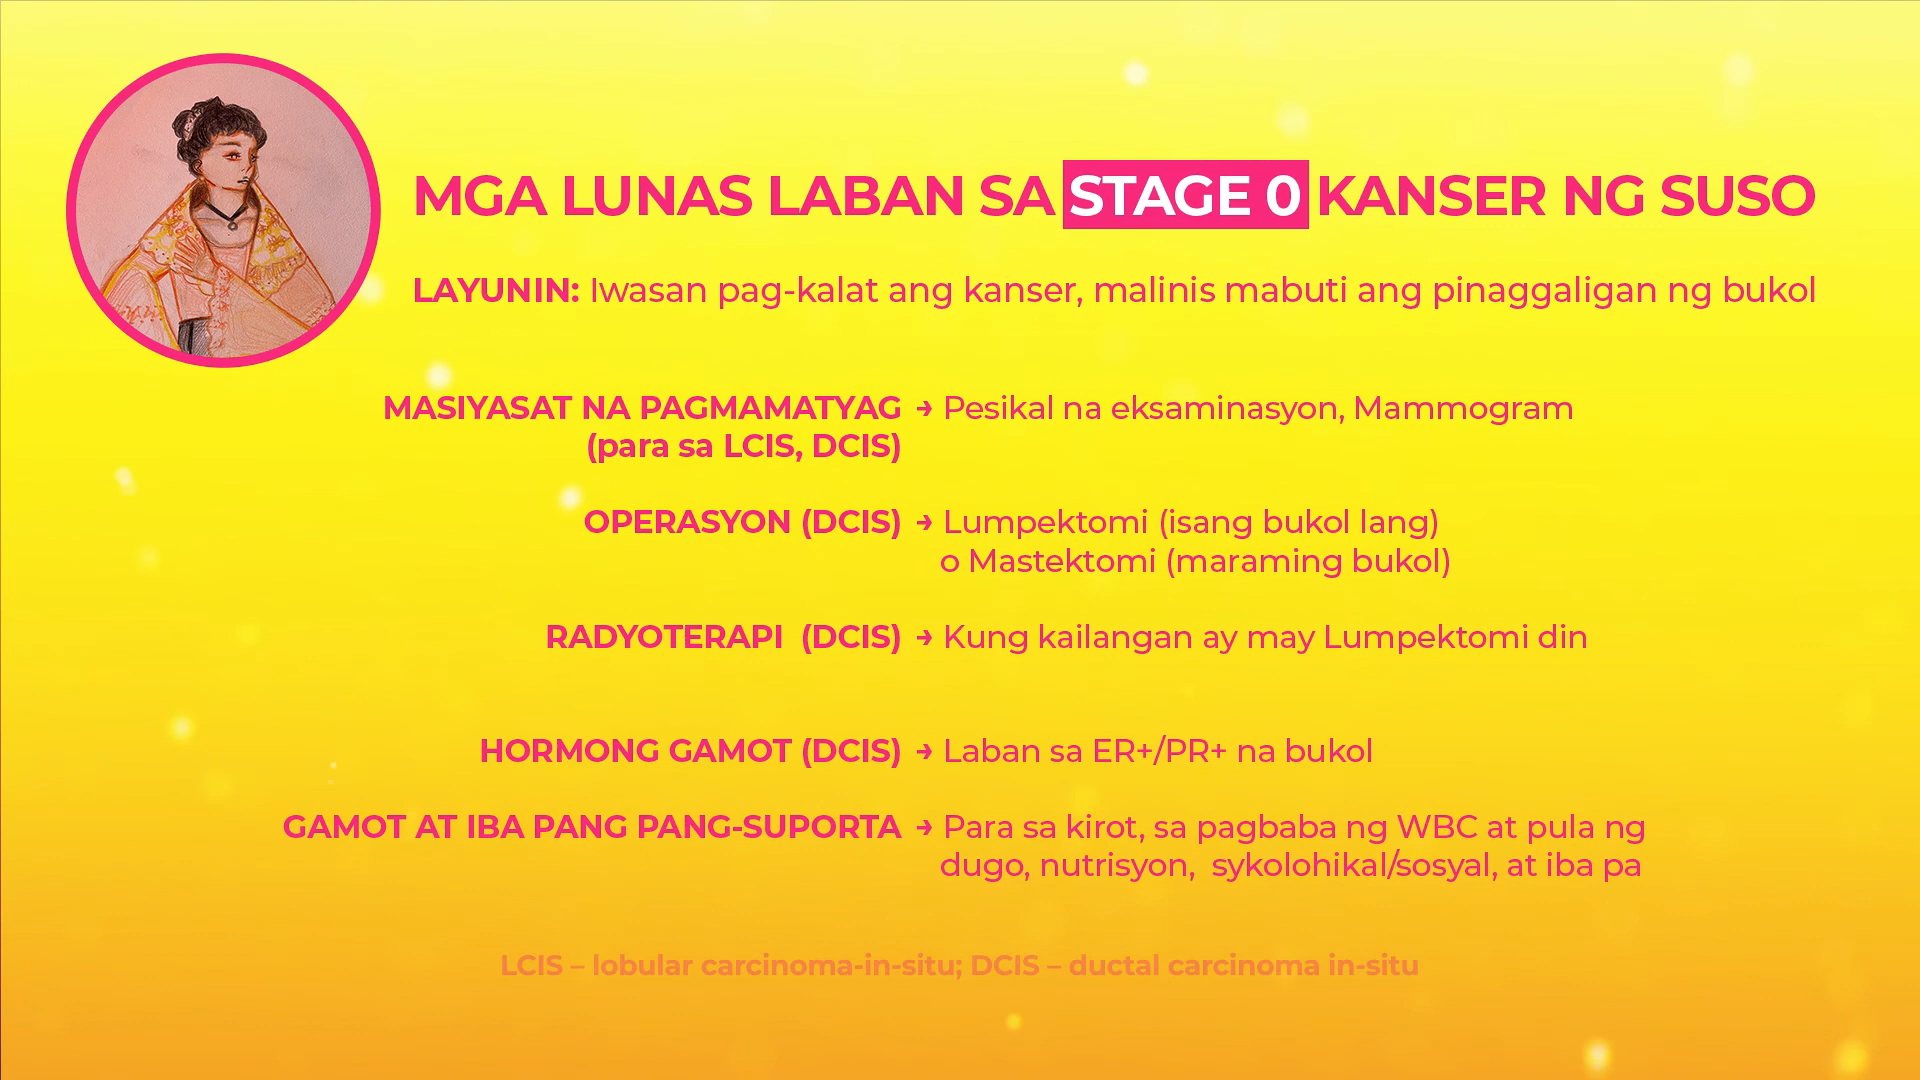 MGA LUNAS LABAN SA STAGE 0 KANSER NG SUSO
LAYUNIN: Iwasan pag-kalat ang kanser, malinis mabuti ang pinaggaligan ng bukol
MASIYASAT NA PAGMAMATYAG → Pesikal na eksaminasyon, Mammogram
(para sa LCIS, DCIS)
OPERASYON (DCIS) → Lumpektomi (isang bukol lang)
o Mastektomi (maraming bukol)
RADYOTERAPI (DCIS) → Kung kailangan ay may Lumpektomi din
HORMONG GAMOT (DCIS) → Laban sa ER+/PR+ na bukol
GAMOT AT IBA PANG PANG-SUPORTA → Para sa kirot, sa pagbaba ng WBC at pula ng
dugo, nutrisyon, sykolohikal/sosyal, at iba pa
LCIS – lobular carcinoma-in-situ; DCIS – ductal carcinoma in-situ